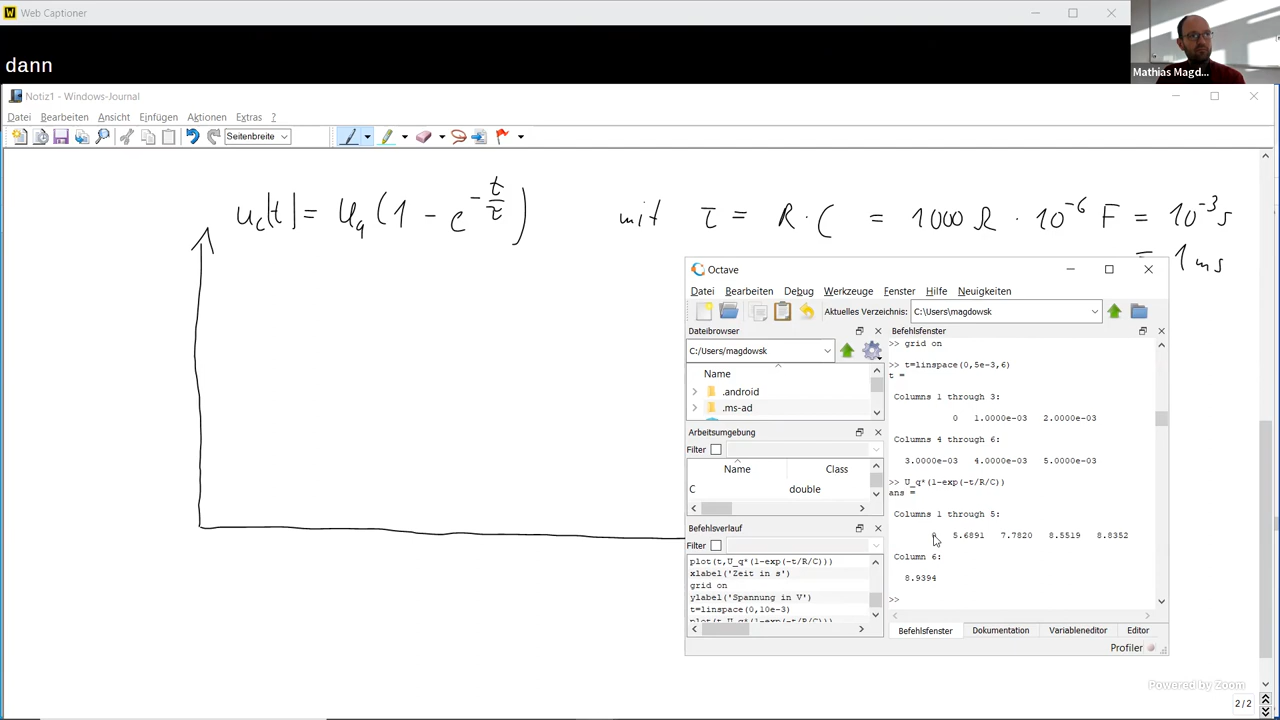 Web Captioner
dann
Mathias Magd...
Notiz1 - Windows-Journal
Datei Bearbeiten Ansicht Einfügen Aktionen Extras ?
Seitenbreite
u_c(t) = U_q (1 - e^{-t/τ}) mit τ = R · C = 1000 Ω · 10^-6 F = 10^-3 s
= 1 ms
Octave
Datei Bearbeiten Debug Werkzeuge Fenster Hilfe Neuigkeiten
Aktuelles Verzeichnis: C:\Users\magdowsk
Dateibrowser
C:/Users/magdowsk
Name
.android
.ms-ad
Arbeitsumgebung
Filter
Name Class
C double
Befehlsverlauf
Filter
plot(t,U_q*(1-exp(-t/R/C)))
xlabel('Zeit in s')
grid on
ylabel('Spannung in V')
t=linspace(0,10e-3)
plot(t,U_q*(1-exp(-t/R/C)))
Befehlsfenster
>> grid on
>> t=linspace(0,5e-3,6)
t =
Columns 1 through 3:
0 1.0000e-03 2.0000e-03
Columns 4 through 6:
3.0000e-03 4.0000e-03 5.0000e-03
>> U_q*(1-exp(-t/R/C))
ans =
Columns 1 through 5:
0 5.6891 7.7820 8.5519 8.8352
Column 6:
8.9394
>>
Befehlsfenster Dokumentation Variableneditor Editor
Profiler
Powered by Zoom
2/2